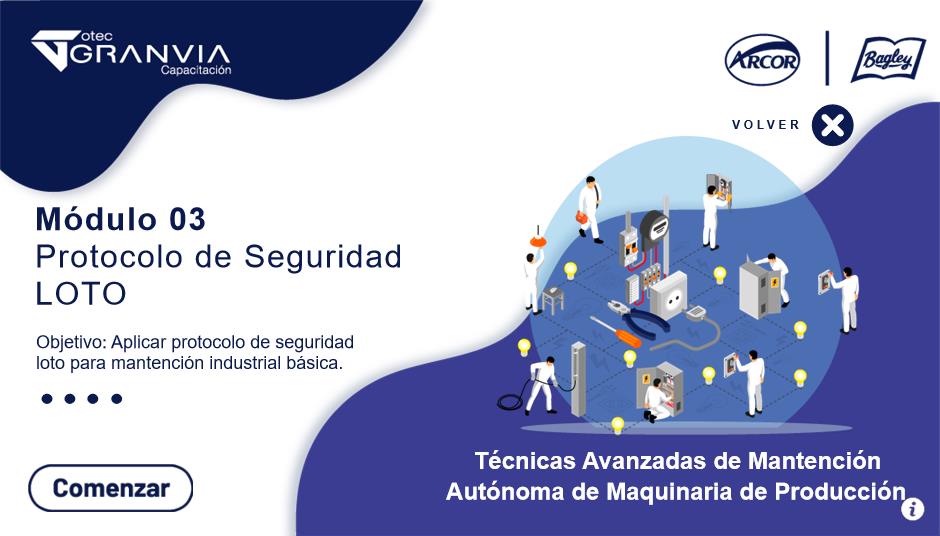 otec
GRANVIA
Capacitación
ARCOR
Bagley
VOLVER
Módulo 03
Protocolo de Seguridad
LOTO
Objetivo: Aplicar protocolo de seguridad
loto para mantención industrial básica.
Comenzar
Técnicas Avanzadas de Mantención
Autónoma de Maquinaria de Producción
i